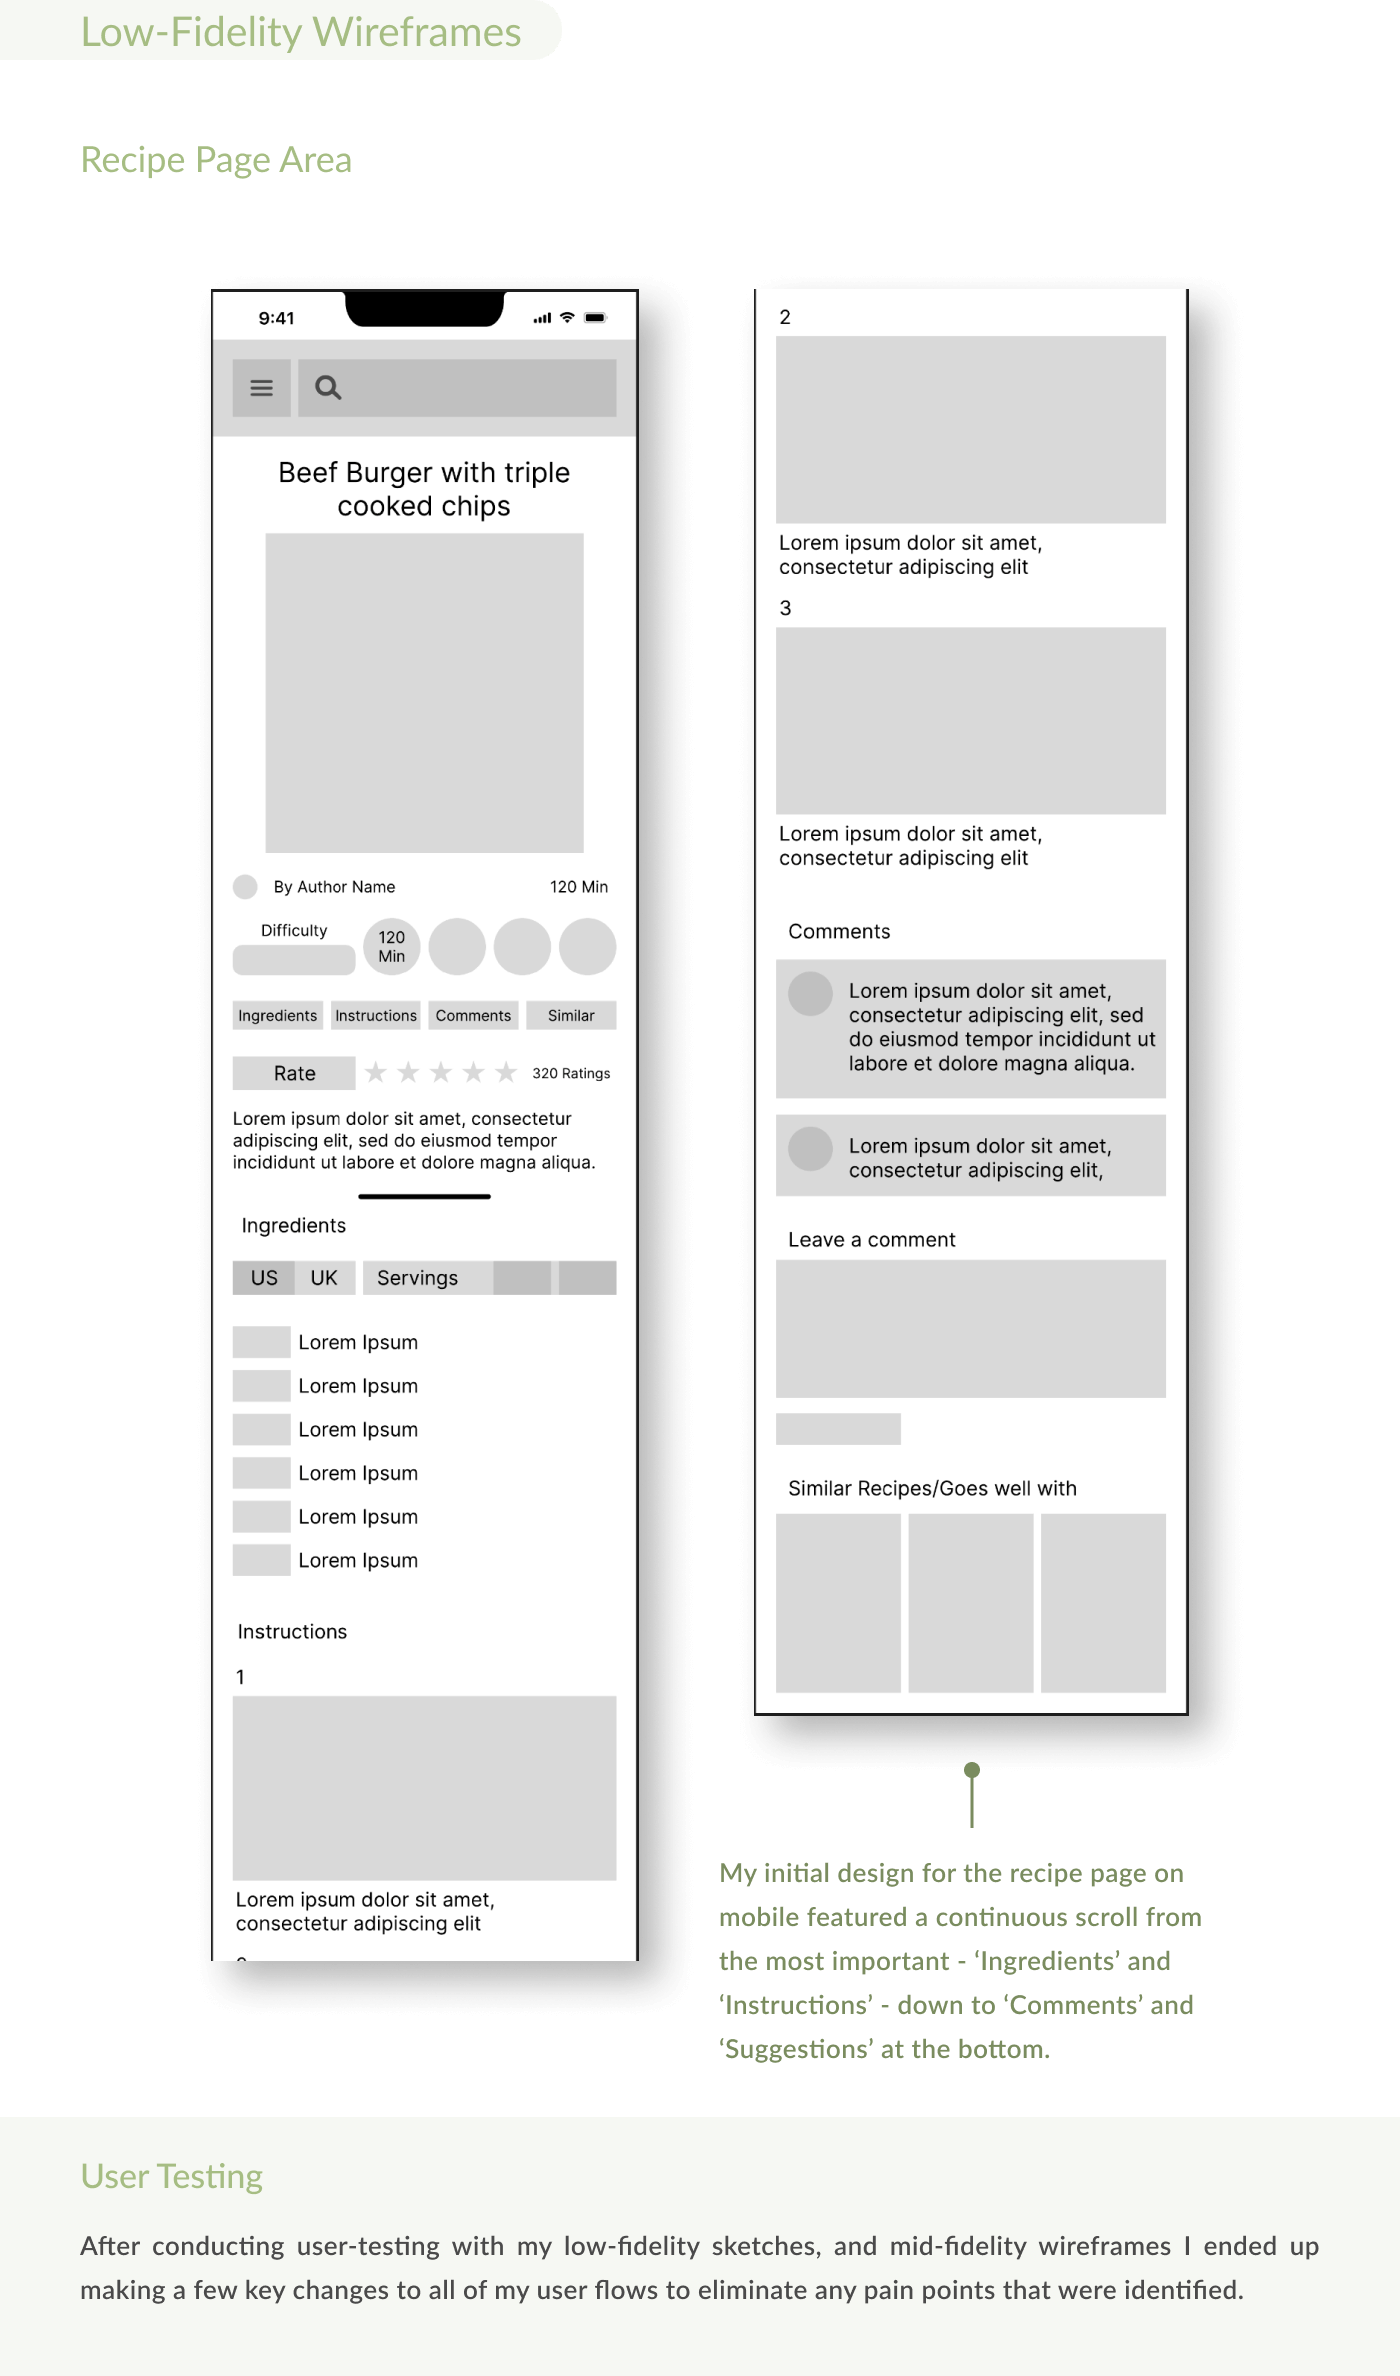 Low-Fidelity Wireframes
Recipe Page Area
9:41
Beef Burger with triple
cooked chips
By Author Name
120 Min
Difficulty
120
Min
Ingredients
Instructions
Comments
Similar
Rate
320 Ratings
Lorem ipsum dolor sit amet, consectetur
adipiscing elit, sed do eiusmod tempor
incididunt ut labore et dolore magna aliqua.
Ingredients
US
UK
Servings
Lorem Ipsum
Lorem Ipsum
Lorem Ipsum
Lorem Ipsum
Lorem Ipsum
Lorem Ipsum
Instructions
1
Lorem ipsum dolor sit amet,
consectetur adipiscing elit
2
Lorem ipsum dolor sit amet,
consectetur adipiscing elit
3
Lorem ipsum dolor sit amet,
consectetur adipiscing elit
Comments
Lorem ipsum dolor sit amet,
consectetur adipiscing elit, sed
do eiusmod tempor incididunt ut
labore et dolore magna aliqua.
Lorem ipsum dolor sit amet,
consectetur adipiscing elit,
Leave a comment
Similar Recipes/Goes well with
My initial design for the recipe page on
mobile featured a continuous scroll from
the most important - ‘Ingredients’ and
‘Instructions’ - down to ‘Comments’ and
‘Suggestions’ at the bottom.
User Testing
After conducting user-testing with my low-fidelity sketches, and mid-fidelity wireframes I ended up
making a few key changes to all of my user flows to eliminate any pain points that were identified.